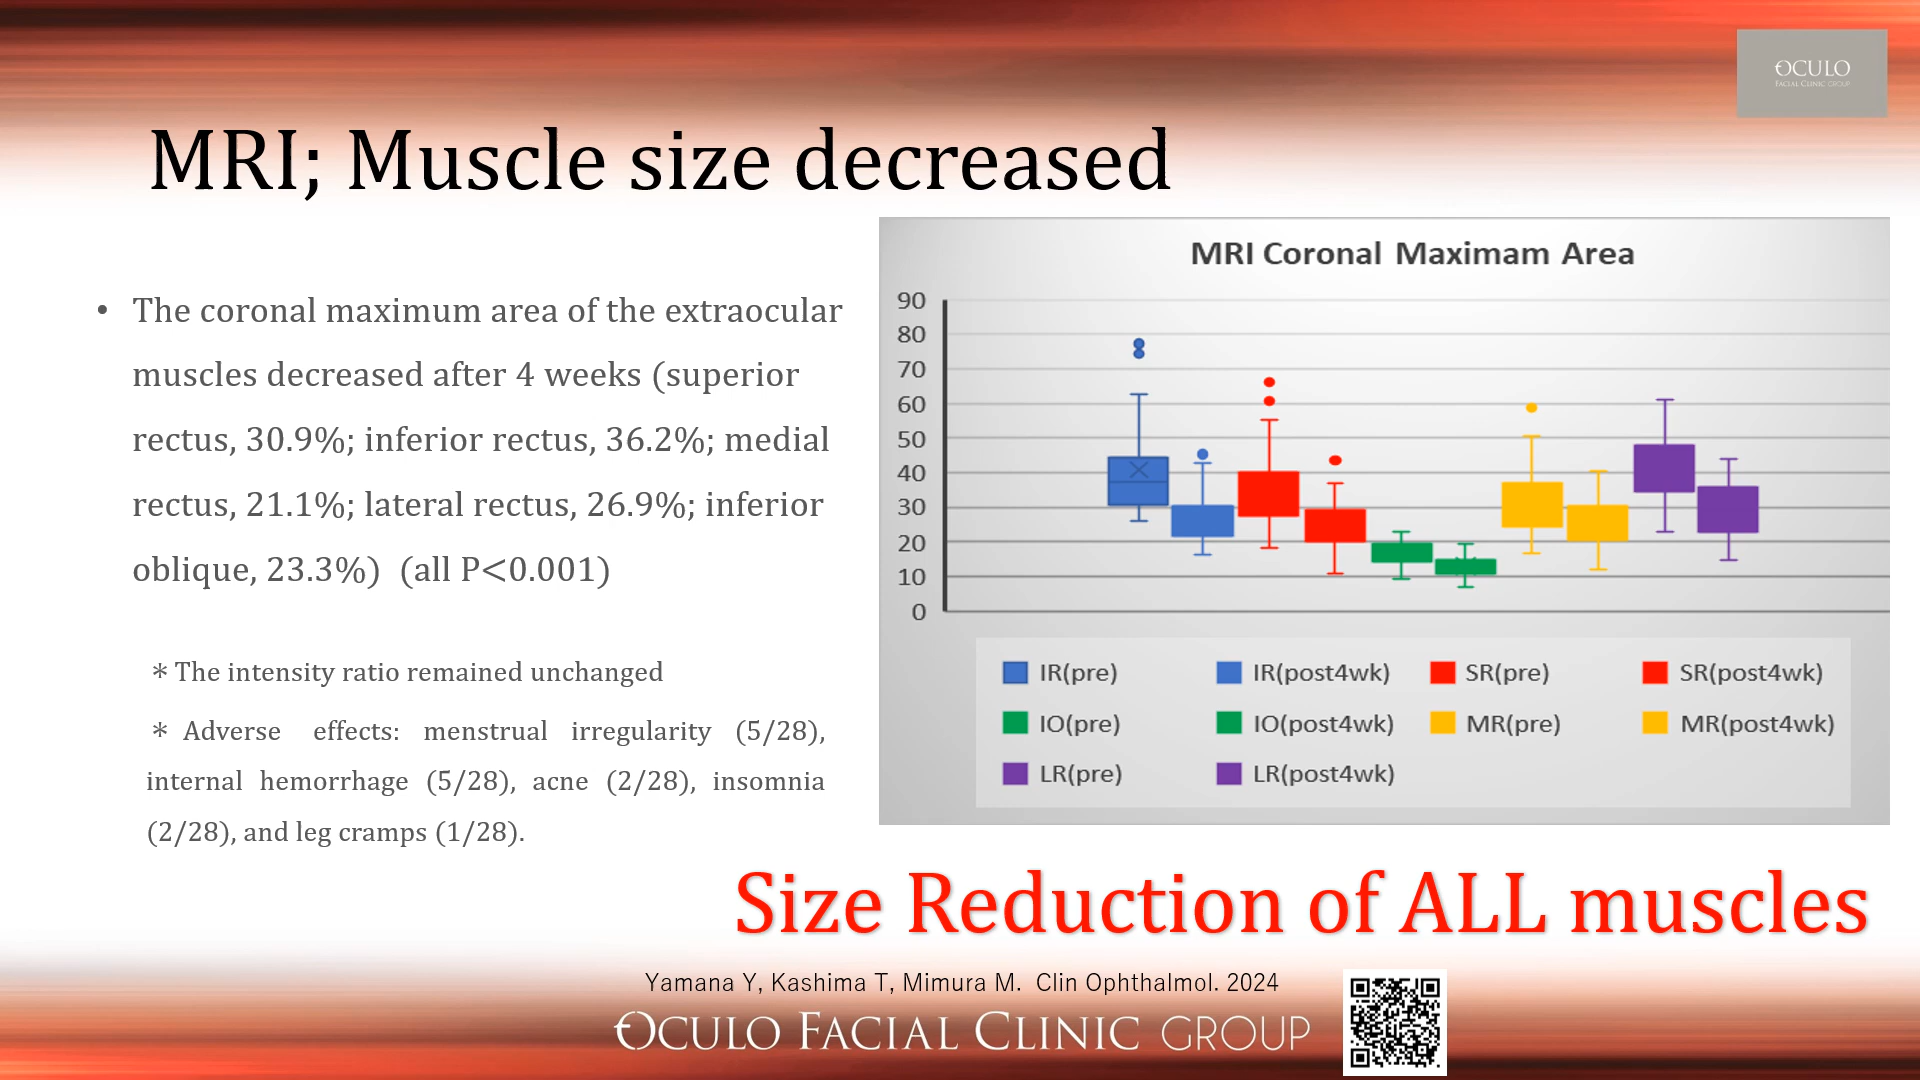 OCULO
FACIAL CLINIC GROUP
MRI; Muscle size decreased
• The coronal maximum area of the extraocular
muscles decreased after 4 weeks (superior
rectus, 30.9%; inferior rectus, 36.2%; medial
rectus, 21.1%; lateral rectus, 26.9%; inferior
oblique, 23.3%) (all P<0.001)
＊The intensity ratio remained unchanged
＊Adverse effects: menstrual irregularity (5/28),
internal hemorrhage (5/28), acne (2/28), insomnia
(2/28), and leg cramps (1/28).
MRI Coronal Maximam Area
90
80
70
60
50
40
30
20
10
0
IR(pre) IR(post4wk) SR(pre) SR(post4wk)
IO(pre) IO(post4wk) MR(pre) MR(post4wk)
LR(pre) LR(post4wk)
Size Reduction of ALL muscles
Yamana Y, Kashima T, Mimura M. Clin Ophthalmol. 2024
OCULO FACIAL CLINIC GROUP